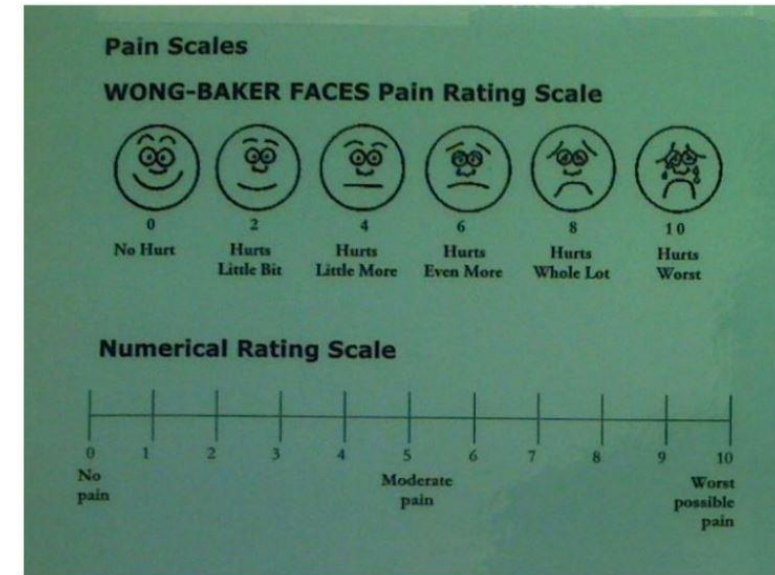 Pain Scales
WONG-BAKER FACES Pain Rating Scale
0 2 4 6 8 10
No Hurt Hurts Hurts Hurts Hurts Hurts
Little Bit Little More Even More Whole Lot Worst
Numerical Rating Scale
0 1 2 3 4 5 6 7 8 9 10
No Moderate Worst
pain pain possible
pain